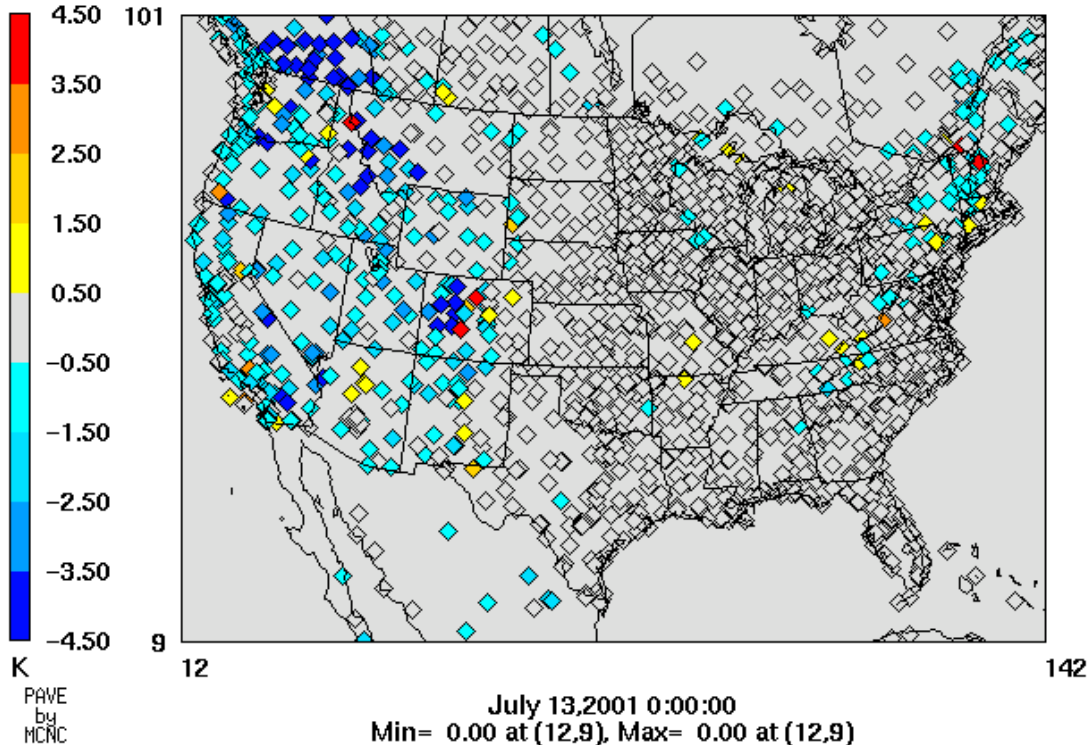 4.50
3.50
2.50
1.50
0.50
−0.50
−1.50
−2.50
−3.50
−4.50
K
PAVE
by
MCNC
101
9
12
142
July 13,2001 0:00:00
Min= 0.00 at (12,9), Max= 0.00 at (12,9)